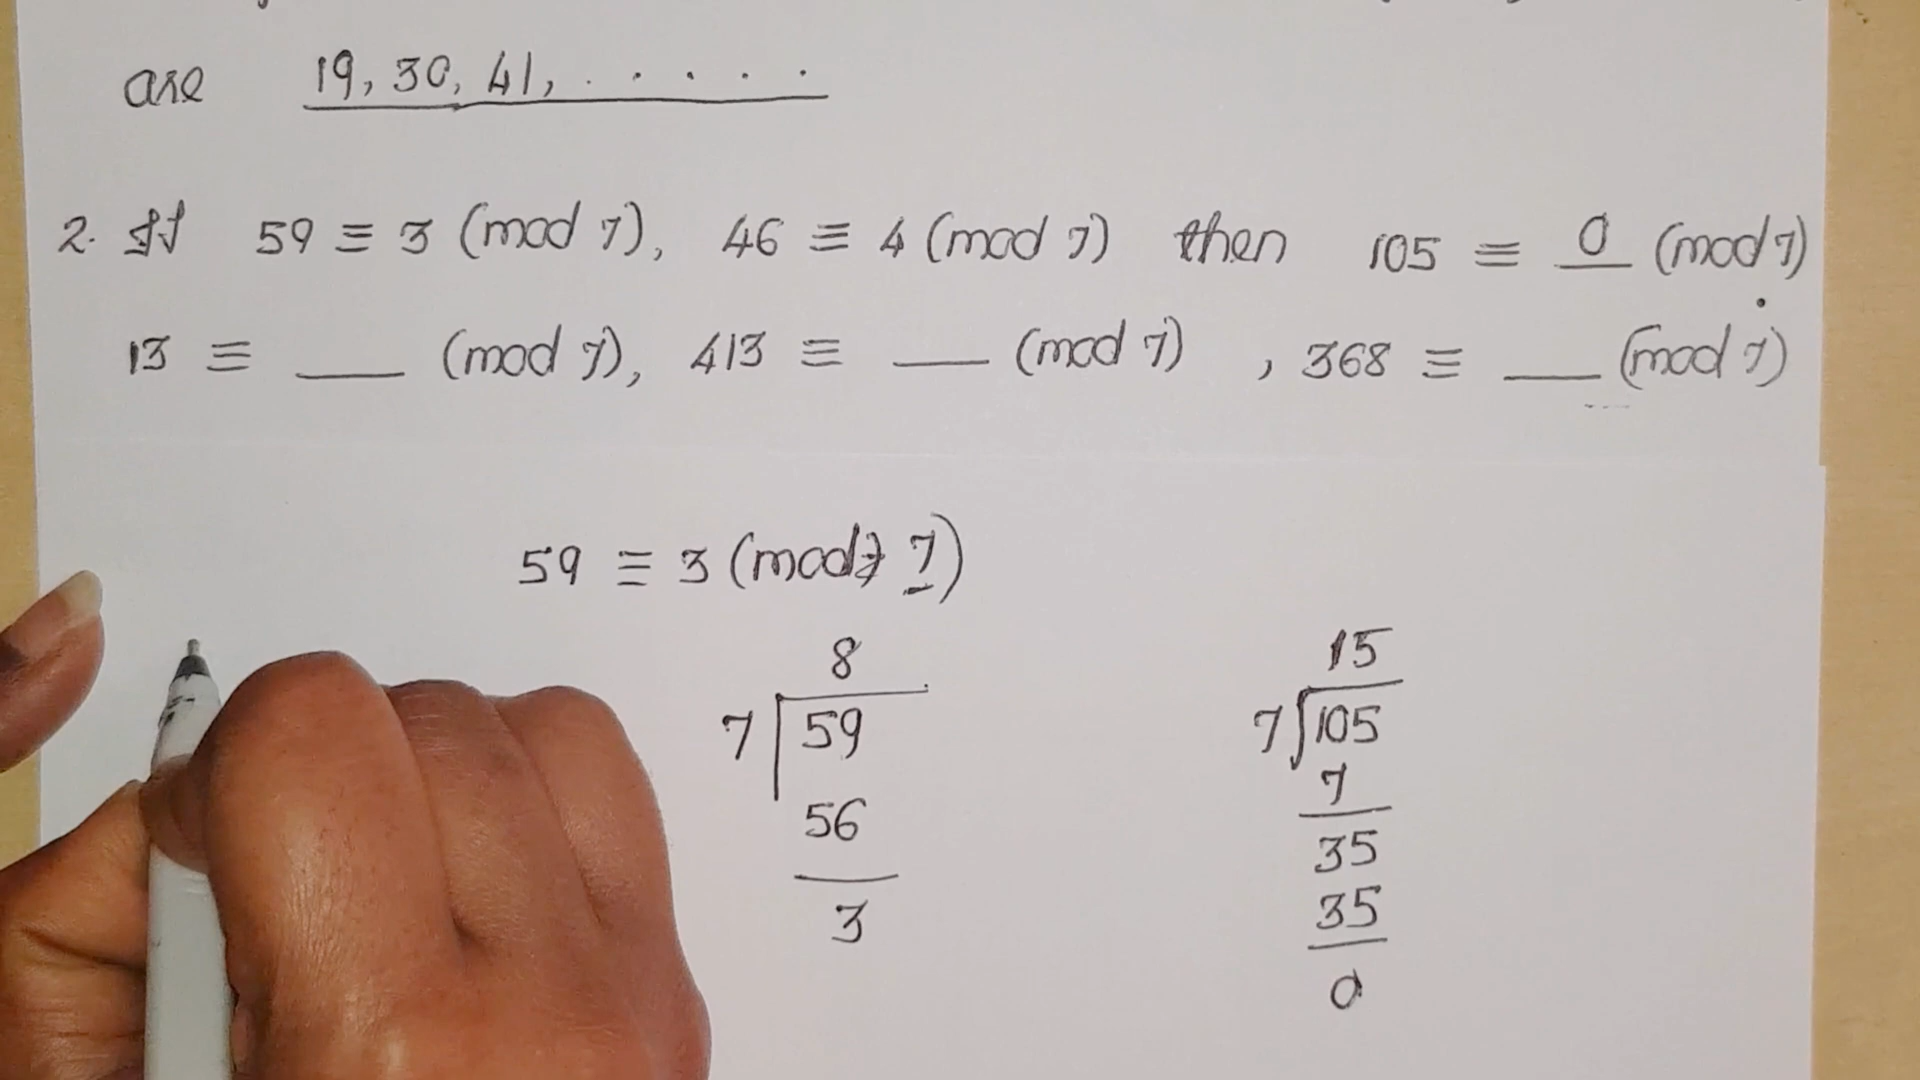 are 19, 30, 41, . . . . .
2. If 59 ≡ 3 (mod 7), 46 ≡ 4 (mod 7) then 105 ≡ 0 (mod 7)
13 ≡ ___ (mod 7), 413 ≡ ___ (mod 7) , 368 ≡ ___ (mod 7)
59 ≡ 3 (mod 7)
8
7 59
56
3
15
7 105
7
35
35
0